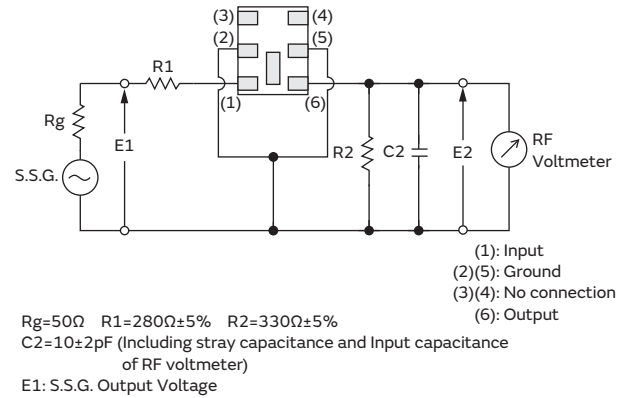 (3)
(4)
(2)
(5)
R1
(1)
(6)
Rg
E1
R2
C2
E2
RF
Voltmeter
S.S.G.
(1): Input
(2)(5): Ground
(3)(4): No connection
(6): Output
Rg=50Ω R1=280Ω±5% R2=330Ω±5%
C2=10±2pF (Including stray capacitance and Input capacitance
of RF voltmeter)
E1: S.S.G. Output Voltage